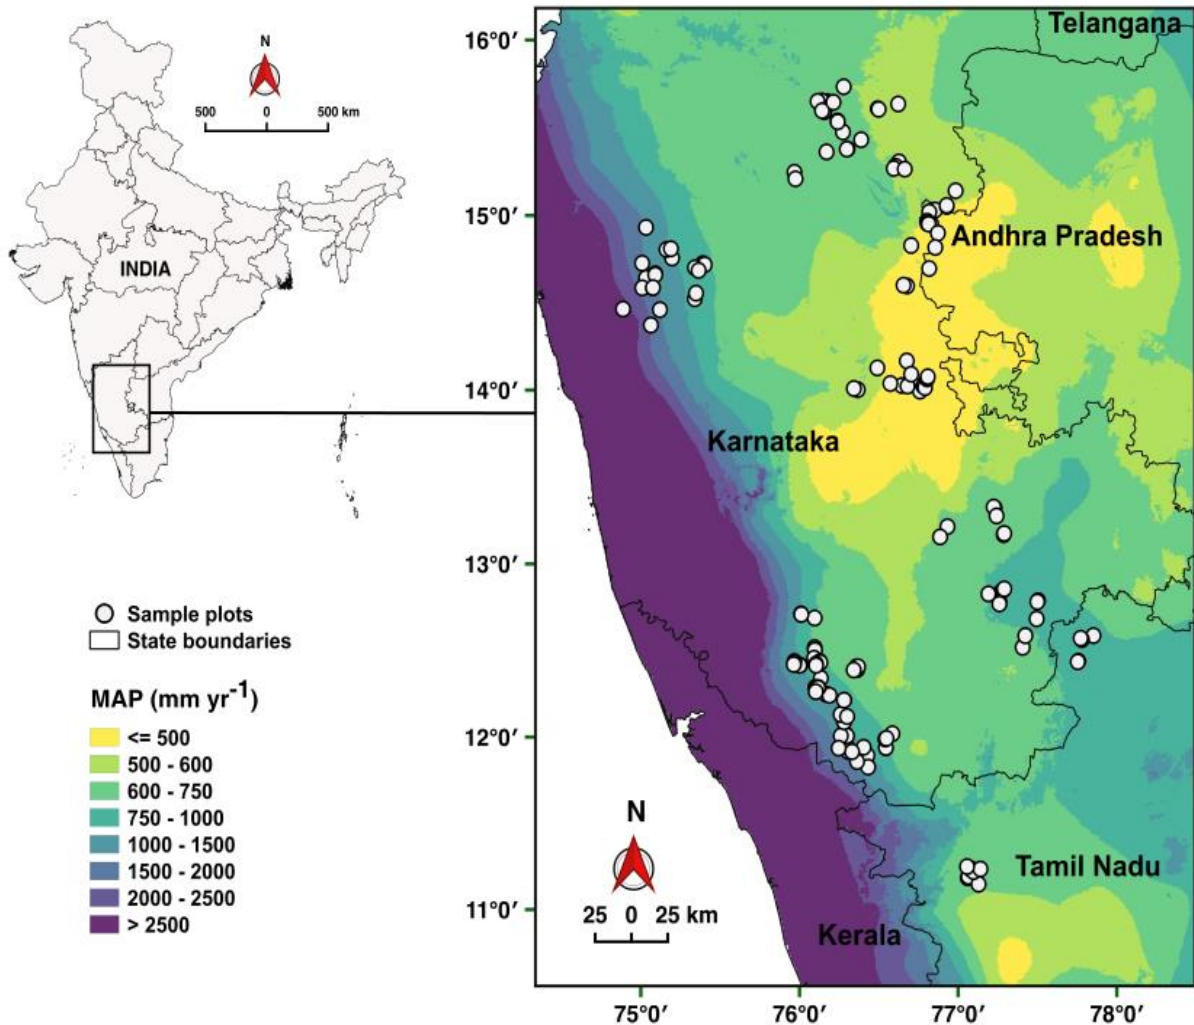 N
500 0 500 km
INDIA
Sample plots
State boundaries
MAP (mm yr⁻¹)
<= 500
500 - 600
600 - 750
750 - 1000
1000 - 1500
1500 - 2000
2000 - 2500
> 2500
16°0′
15°0′
14°0′
13°0′
12°0′
11°0′
Telangana
Andhra Pradesh
Karnataka
Tamil Nadu
Kerala
N
25 0 25 km
75°0′ 76°0′ 77°0′ 78°0′